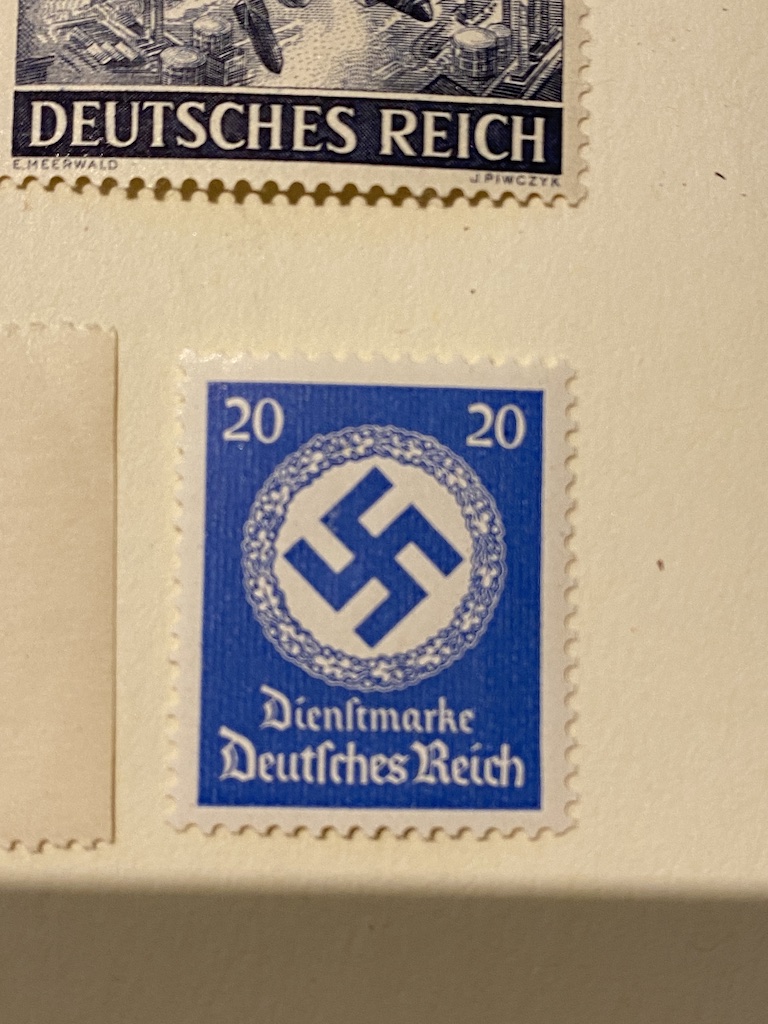 DEUTSCHES REICH
E.MEERWALD J.PIWCZYK
20 20
Dienſtmarke
Deutſches Reich